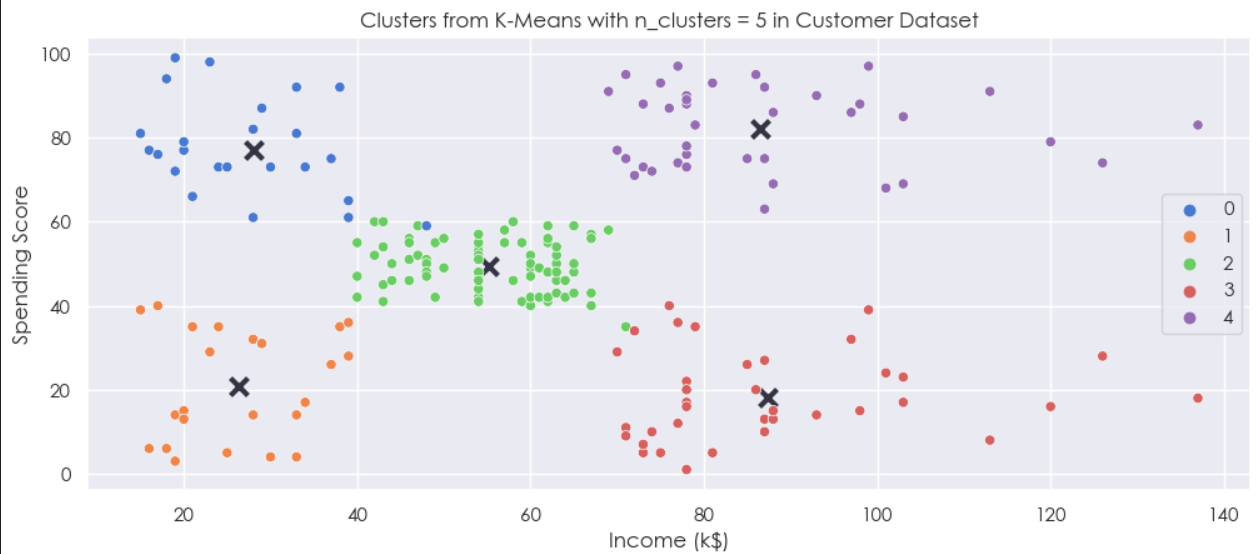 Clusters from K-Means with n_clusters = 5 in Customer Dataset
100
80
60
40
20
0
Spending Score
20 40 60 80 100 120 140
Income (k$)
0
1
2
3
4